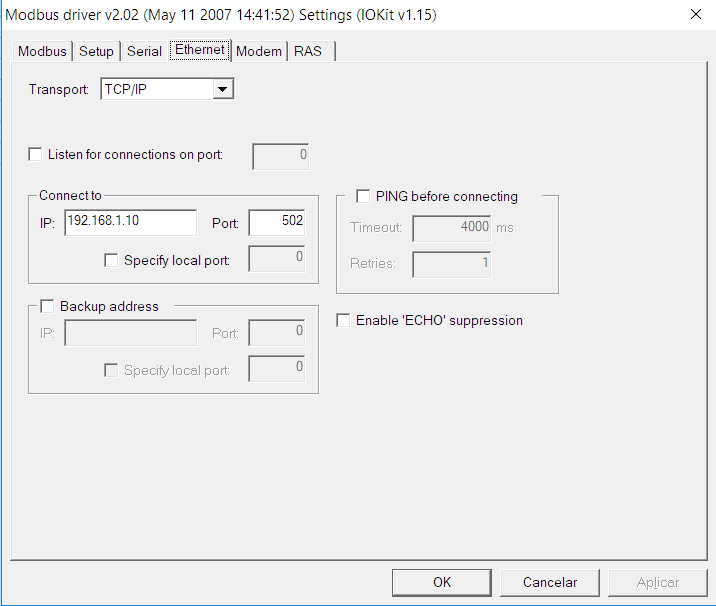 Modbus driver v2.02 (May 11 2007 14:41:52) Settings (IOKit v1.15)
Modbus Setup Serial Ethernet Modem RAS
Transport: TCP/IP
Listen for connections on port: 0
Connect to
IP: 192.168.1.10 Port: 502
Specify local port: 0
PING before connecting
Timeout: 4000 ms
Retries: 1
Backup address
IP: Port: 0
Specify local port: 0
Enable 'ECHO' suppression
OK Cancelar Aplicar